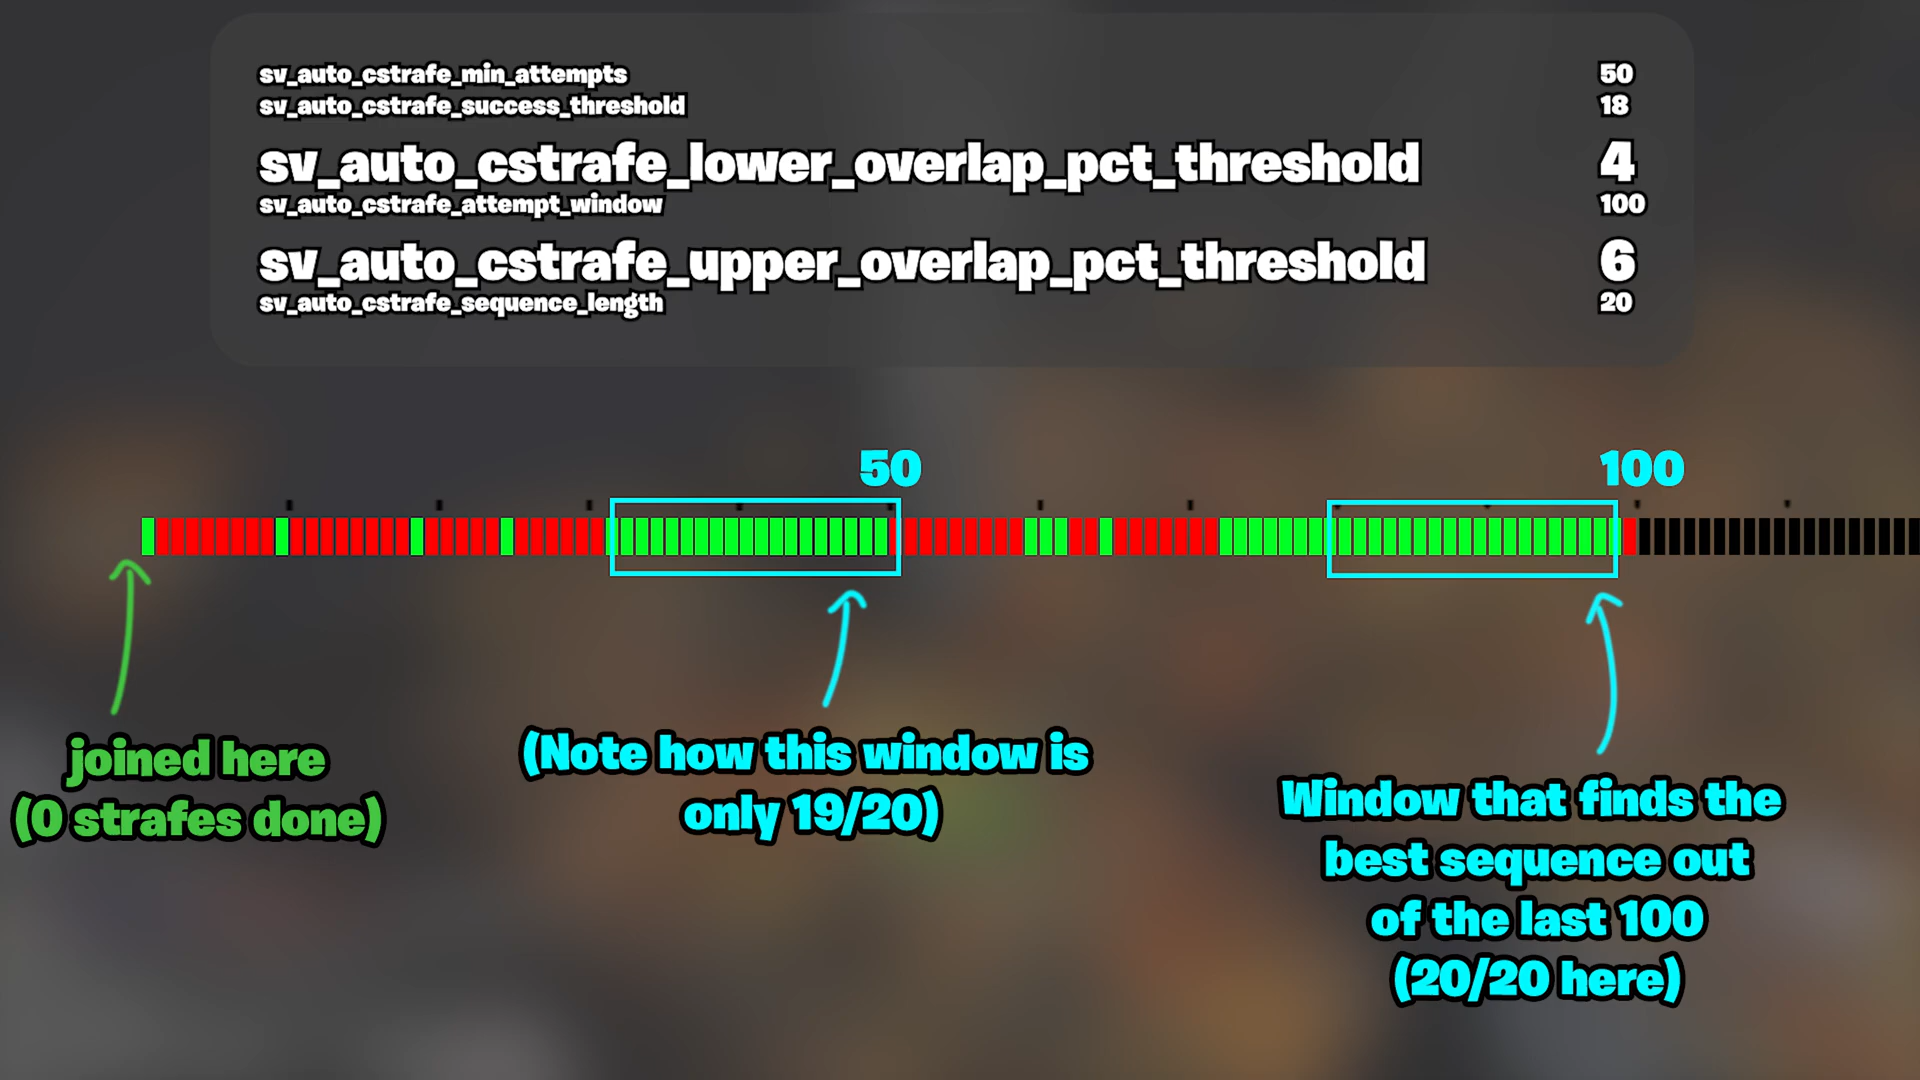 sv_auto_cstrafe_min_attempts 50
sv_auto_cstrafe_success_threshold 18
sv_auto_cstrafe_lower_overlap_pct_threshold 4
sv_auto_cstrafe_attempt_window 100
sv_auto_cstrafe_upper_overlap_pct_threshold 6
sv_auto_cstrafe_sequence_length 20
50
100
joined here
(0 strafes done)
(Note how this window is
only 19/20)
Window that finds the
best sequence out
of the last 100
(20/20 here)